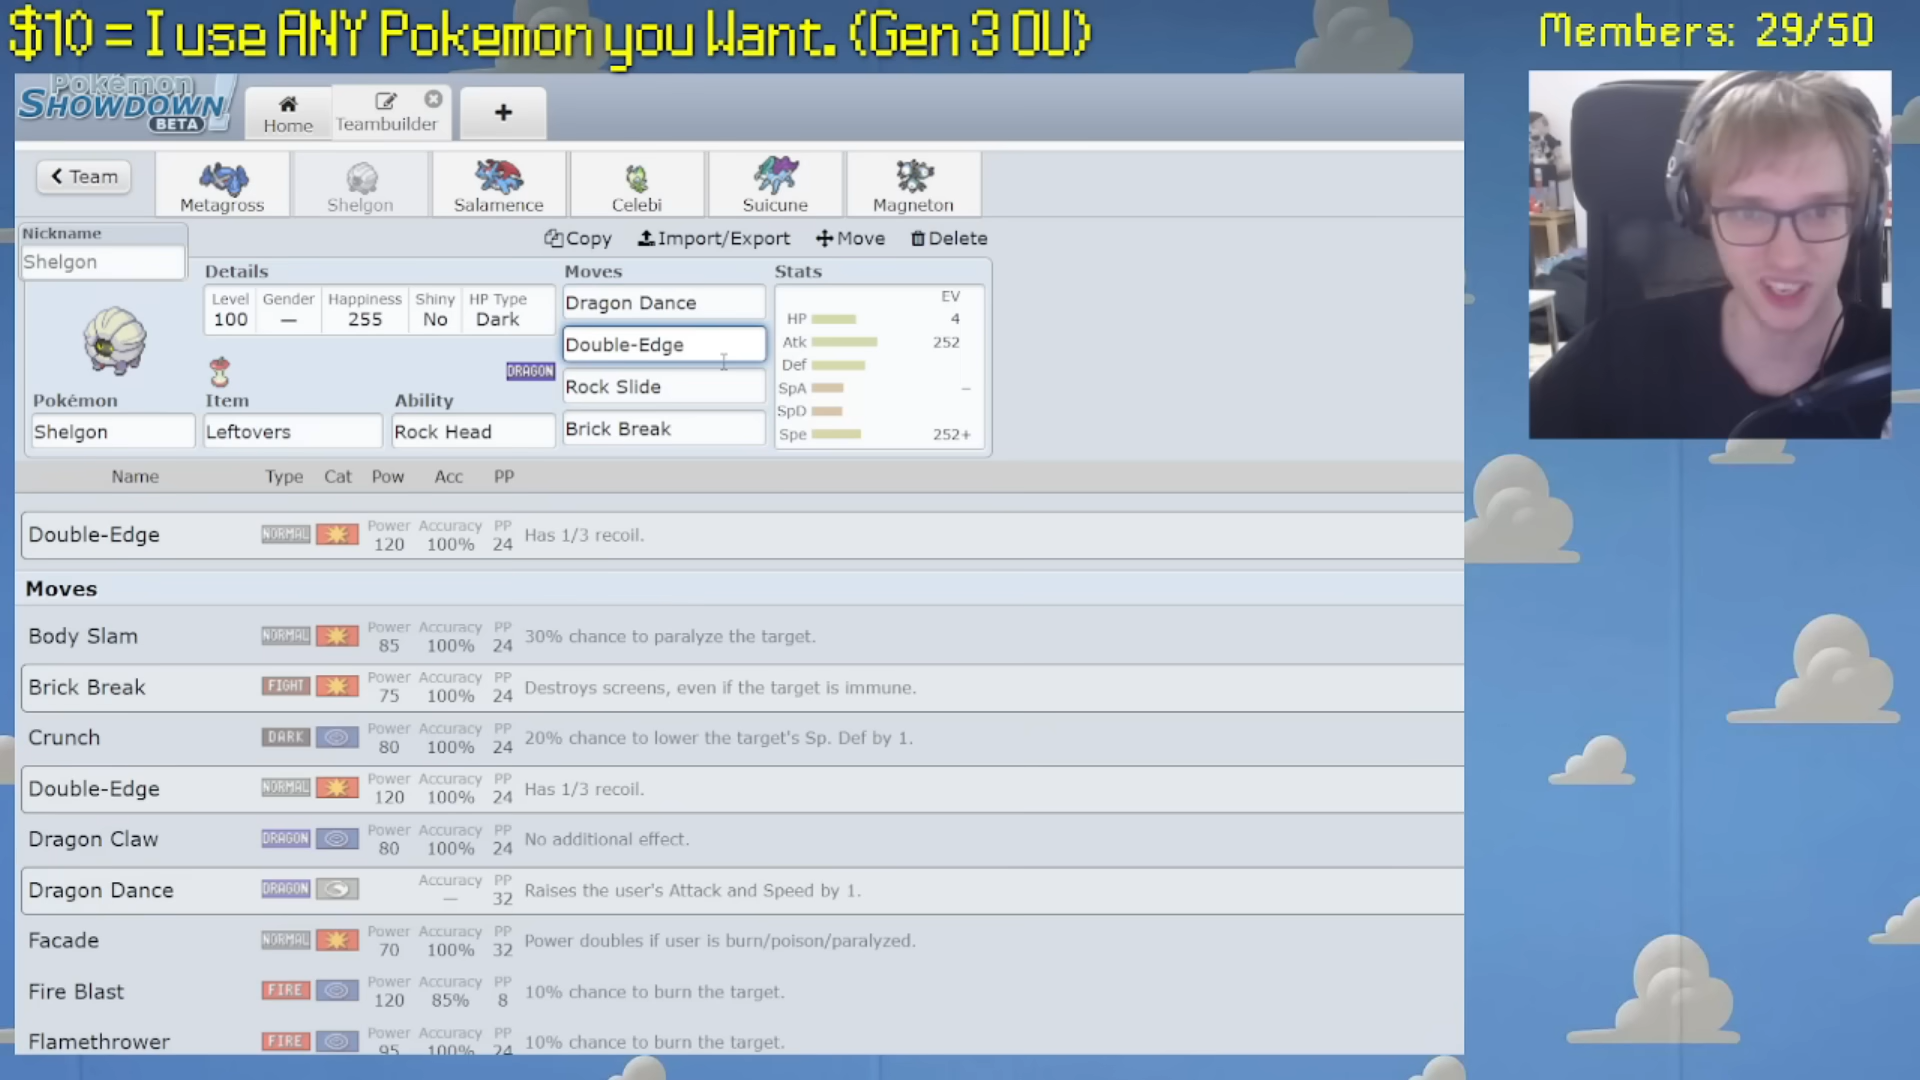 $10 = I use ANY Pokemon you Want. (Gen 3 OU)
Members: 29/50
Pokémon
SHOWDOWN!
BETA
Home
Teambuilder
+
Team
Metagross
Shelgon
Salamence
Celebi
Suicune
Magneton
Nickname
Shelgon
Copy
Import/Export
Move
Delete
Details
Moves
Stats
Level Gender Happiness Shiny HP Type
100 — 255 No Dark
DRAGON
Pokémon
Item
Ability
Shelgon
Leftovers
Rock Head
Dragon Dance
Double-Edge
Rock Slide
Brick Break
EV
HP 4
Atk 252
Def
SpA –
SpD
Spe 252+
Name Type Cat Pow Acc PP
Double-Edge NORMAL Power 120 Accuracy 100% PP 24 Has 1/3 recoil.
Moves
Body Slam NORMAL Power 85 Accuracy 100% PP 24 30% chance to paralyze the target.
Brick Break FIGHT Power 75 Accuracy 100% PP 24 Destroys screens, even if the target is immune.
Crunch DARK Power 80 Accuracy 100% PP 24 20% chance to lower the target's Sp. Def by 1.
Double-Edge NORMAL Power 120 Accuracy 100% PP 24 Has 1/3 recoil.
Dragon Claw DRAGON Power 80 Accuracy 100% PP 24 No additional effect.
Dragon Dance DRAGON Accuracy — PP 32 Raises the user's Attack and Speed by 1.
Facade NORMAL Power 70 Accuracy 100% PP 32 Power doubles if user is burn/poison/paralyzed.
Fire Blast FIRE Power 120 Accuracy 85% PP 8 10% chance to burn the target.
Flamethrower FIRE Power 95 Accuracy 100% PP 24 10% chance to burn the target.